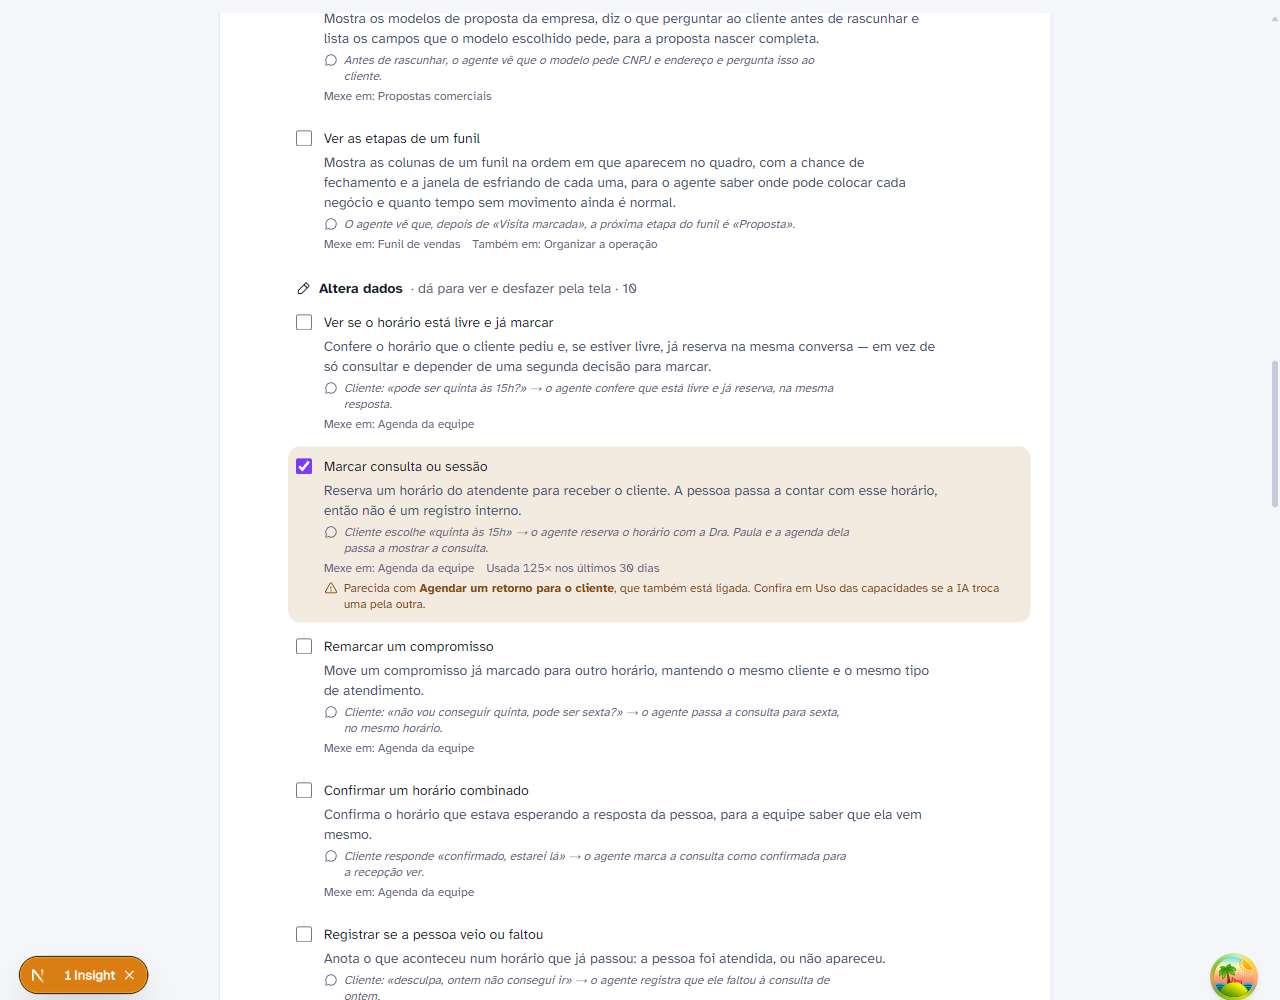 Mostra os modelos de proposta da empresa, diz o que perguntar ao cliente antes de rascunhar e
lista os campos que o modelo escolhido pede, para a proposta nascer completa.
Antes de rascunhar, o agente vê que o modelo pede CNPJ e endereço e pergunta isso ao
cliente.
Mexe em: Propostas comerciais
Ver as etapas de um funil
Mostra as colunas de um funil na ordem em que aparecem no quadro, com a chance de
fechamento e a janela de esfriando de cada uma, para o agente saber onde pode colocar cada
negócio e quanto tempo sem movimento ainda é normal.
O agente vê que, depois de «Visita marcada», a próxima etapa do funil é «Proposta».
Mexe em: Funil de vendas Também em: Organizar a operação
Altera dados · dá para ver e desfazer pela tela · 10
Ver se o horário está livre e já marcar
Confere o horário que o cliente pediu e, se estiver livre, já reserva na mesma conversa — em vez de
só consultar e depender de uma segunda decisão para marcar.
Cliente: «pode ser quinta às 15h?» → o agente confere que está livre e já reserva, na mesma
resposta.
Mexe em: Agenda da equipe
Marcar consulta ou sessão
Reserva um horário do atendente para receber o cliente. A pessoa passa a contar com esse horário,
então não é um registro interno.
Cliente escolhe «quinta às 15h» → o agente reserva o horário com a Dra. Paula e a agenda dela
passa a mostrar a consulta.
Mexe em: Agenda da equipe Usada 125× nos últimos 30 dias
Parecida com Agendar um retorno para o cliente, que também está ligada. Confira em Uso das capacidades se a IA troca
uma pela outra.
Remarcar um compromisso
Move um compromisso já marcado para outro horário, mantendo o mesmo cliente e o mesmo tipo
de atendimento.
Cliente: «não vou conseguir quinta, pode ser sexta?» → o agente passa a consulta para sexta,
no mesmo horário.
Mexe em: Agenda da equipe
Confirmar um horário combinado
Confirma o horário que estava esperando a resposta da pessoa, para a equipe saber que ela vem
mesmo.
Cliente responde «confirmado, estarei lá» → o agente marca a consulta como confirmada para
a recepção ver.
Mexe em: Agenda da equipe
Registrar se a pessoa veio ou faltou
Anota o que aconteceu num horário que já passou: a pessoa foi atendida, ou não apareceu.
Cliente: «desculpa, ontem não consegui ir» → o agente registra que ele faltou à consulta de
ontem.
1 Insight